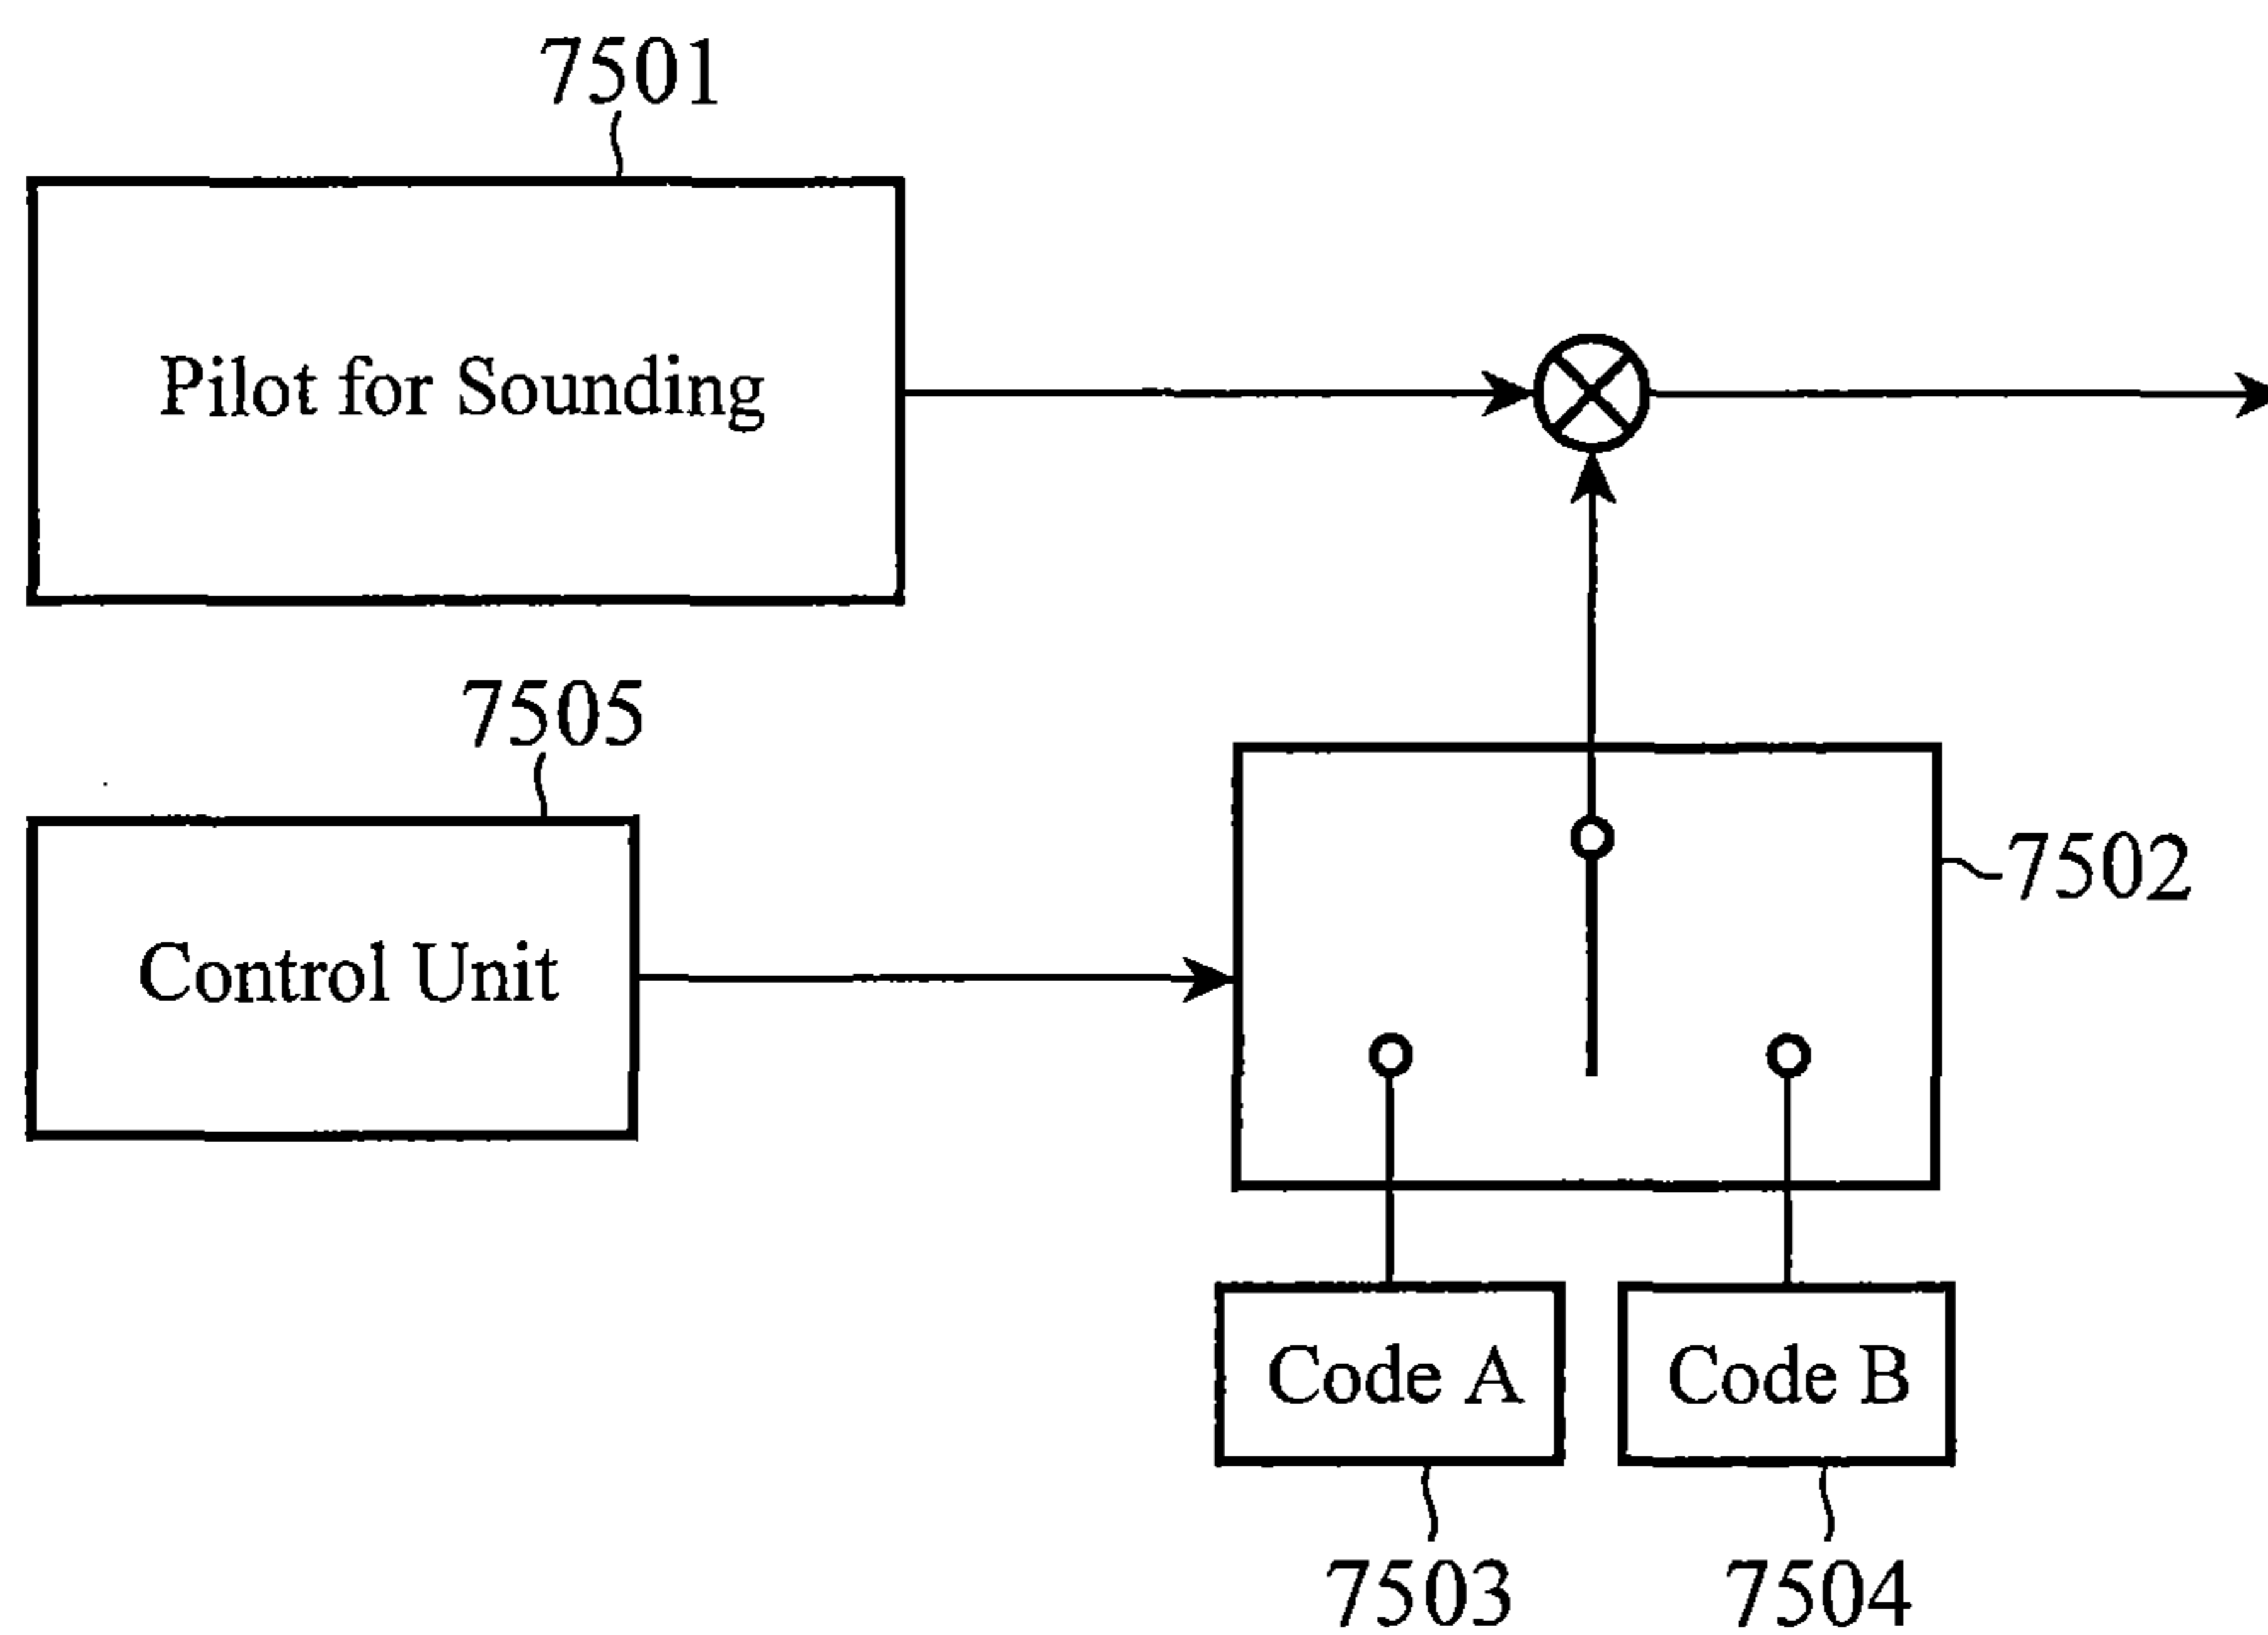 7501
Pilot for Sounding
7505
Control Unit
7502
Code A
Code B
7503
7504